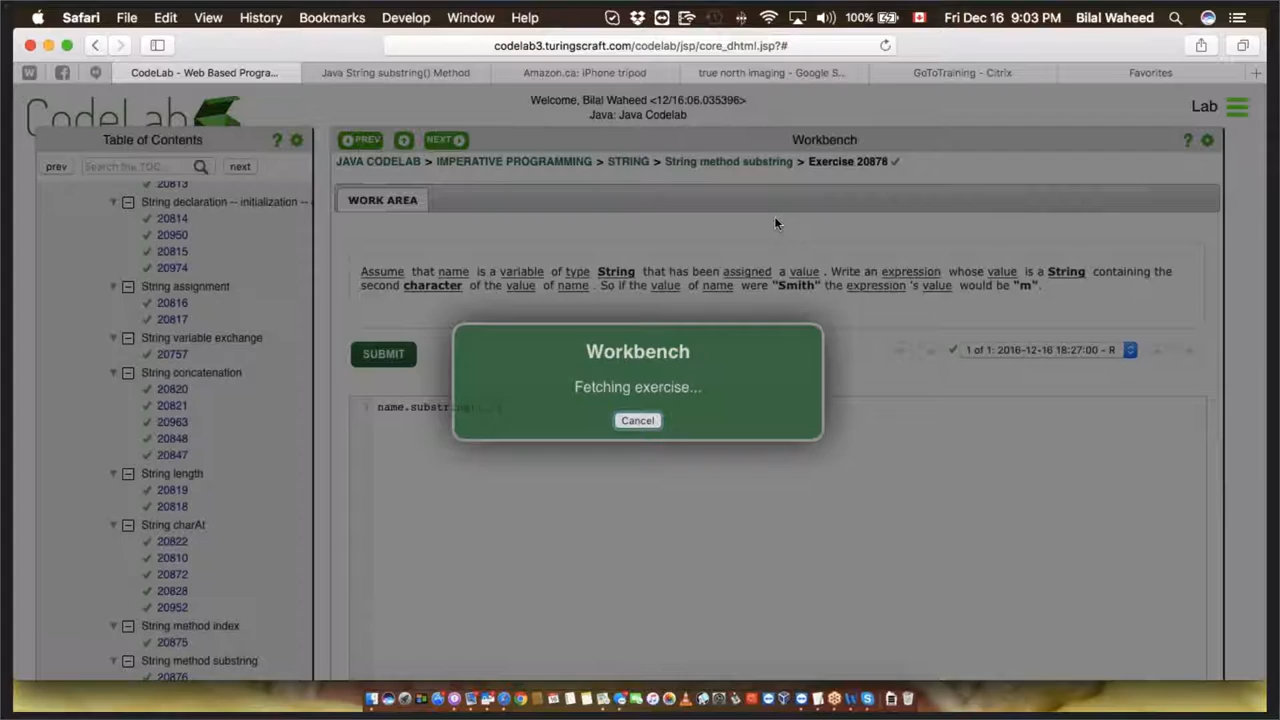 Safari File Edit View History Bookmarks Develop Window Help 100% Fri Dec 16 9:03 PM Bilal Waheed
codelab3.turingscraft.com/codelab/jsp/core_dhtml.jsp?#
CodeLab - Web Based Progra... Java String substring() Method Amazon.ca: iPhone tripod true north imaging - Google S... GoToTraining - Citrix Favorites
CodeLab
Welcome, Bilal Waheed <12/16:06.035396>
Java: Java Codelab
Lab
Table of Contents
prev Search the TOC... next
20813
String declaration -- initialization --
20814
20950
20815
20974
String assignment
20816
20817
String variable exchange
20757
String concatenation
20820
20821
20963
20848
20847
String length
20819
20818
String charAt
20822
20810
20872
20828
20952
String method index
20875
String method substring
20876
PREV NEXT Workbench
JAVA CODELAB > IMPERATIVE PROGRAMMING > STRING > String method substring > Exercise 20878
WORK AREA
Assume that name is a variable of type String that has been assigned a value . Write an expression whose value is a String containing the
second character of the value of name . So if the value of name were "Smith" the expression 's value would be "m".
SUBMIT 1 of 1: 2016-12-16 18:27:00 - R
1 name.substr
Workbench
Fetching exercise...
Cancel